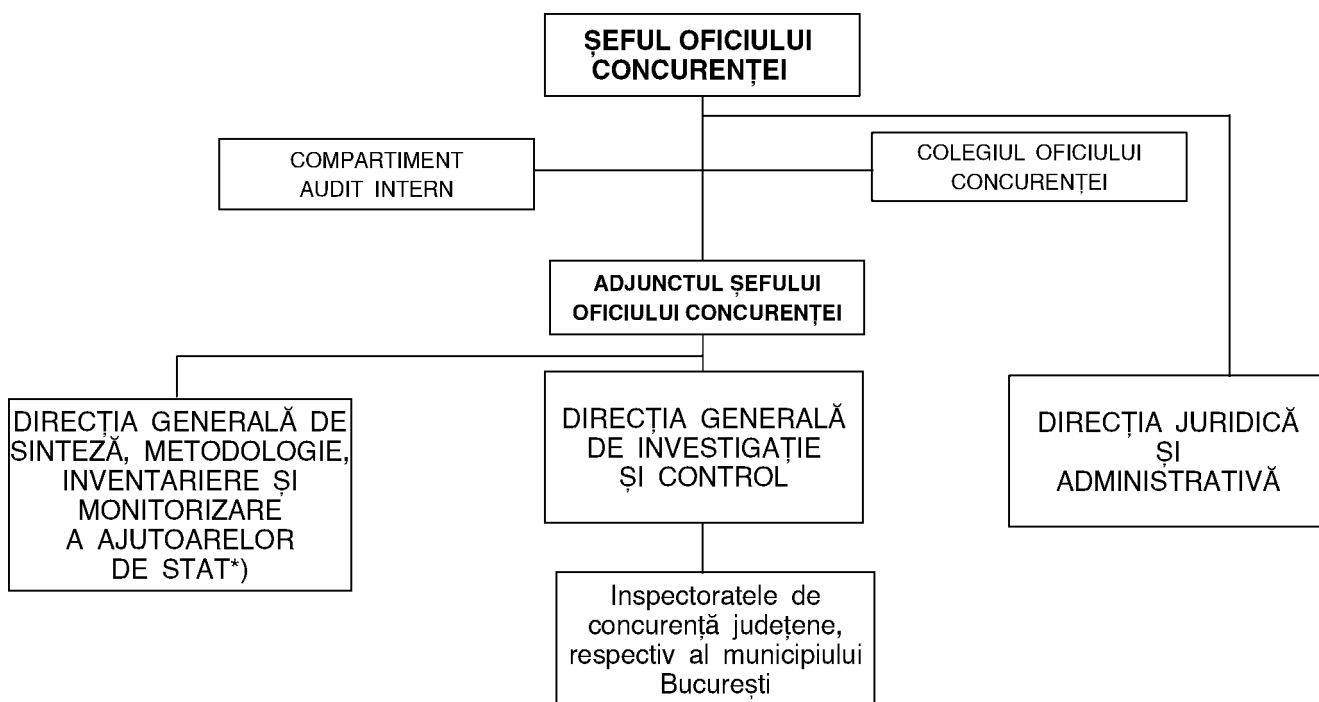 ȘEFUL OFICIULUI
CONCURENȚEI
COMPARTIMENT
AUDIT INTERN
COLEGIUL OFICIULUI
CONCURENȚEI
ADJUNCTUL ȘEFULUI
OFICIULUI CONCURENȚEI
DIRECȚIA GENERALĂ DE
SINTEZĂ, METODOLOGIE,
INVENTARIERE ȘI
MONITORIZARE
A AJUTOARELOR
DE STAT*)
DIRECȚIA GENERALĂ
DE INVESTIGAȚIE
ȘI CONTROL
DIRECȚIA JURIDICĂ
ȘI
ADMINISTRATIVĂ
Inspectoratele de
concurență județene,
respectiv al municipiului
București